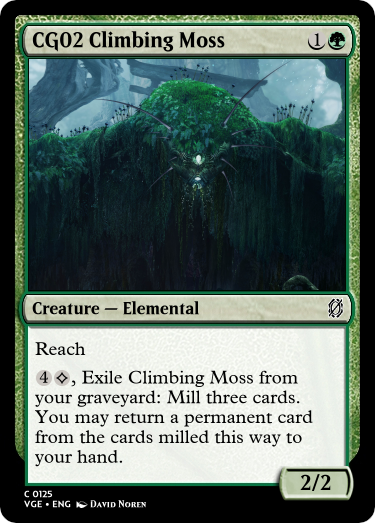 CG02 Climbing Moss 1
Creature — Elemental
Reach
4 , Exile Climbing Moss from
your graveyard: Mill three cards.
You may return a permanent card
from the cards milled this way to
your hand.
2/2
C 0125
VGE • ENG David Noren